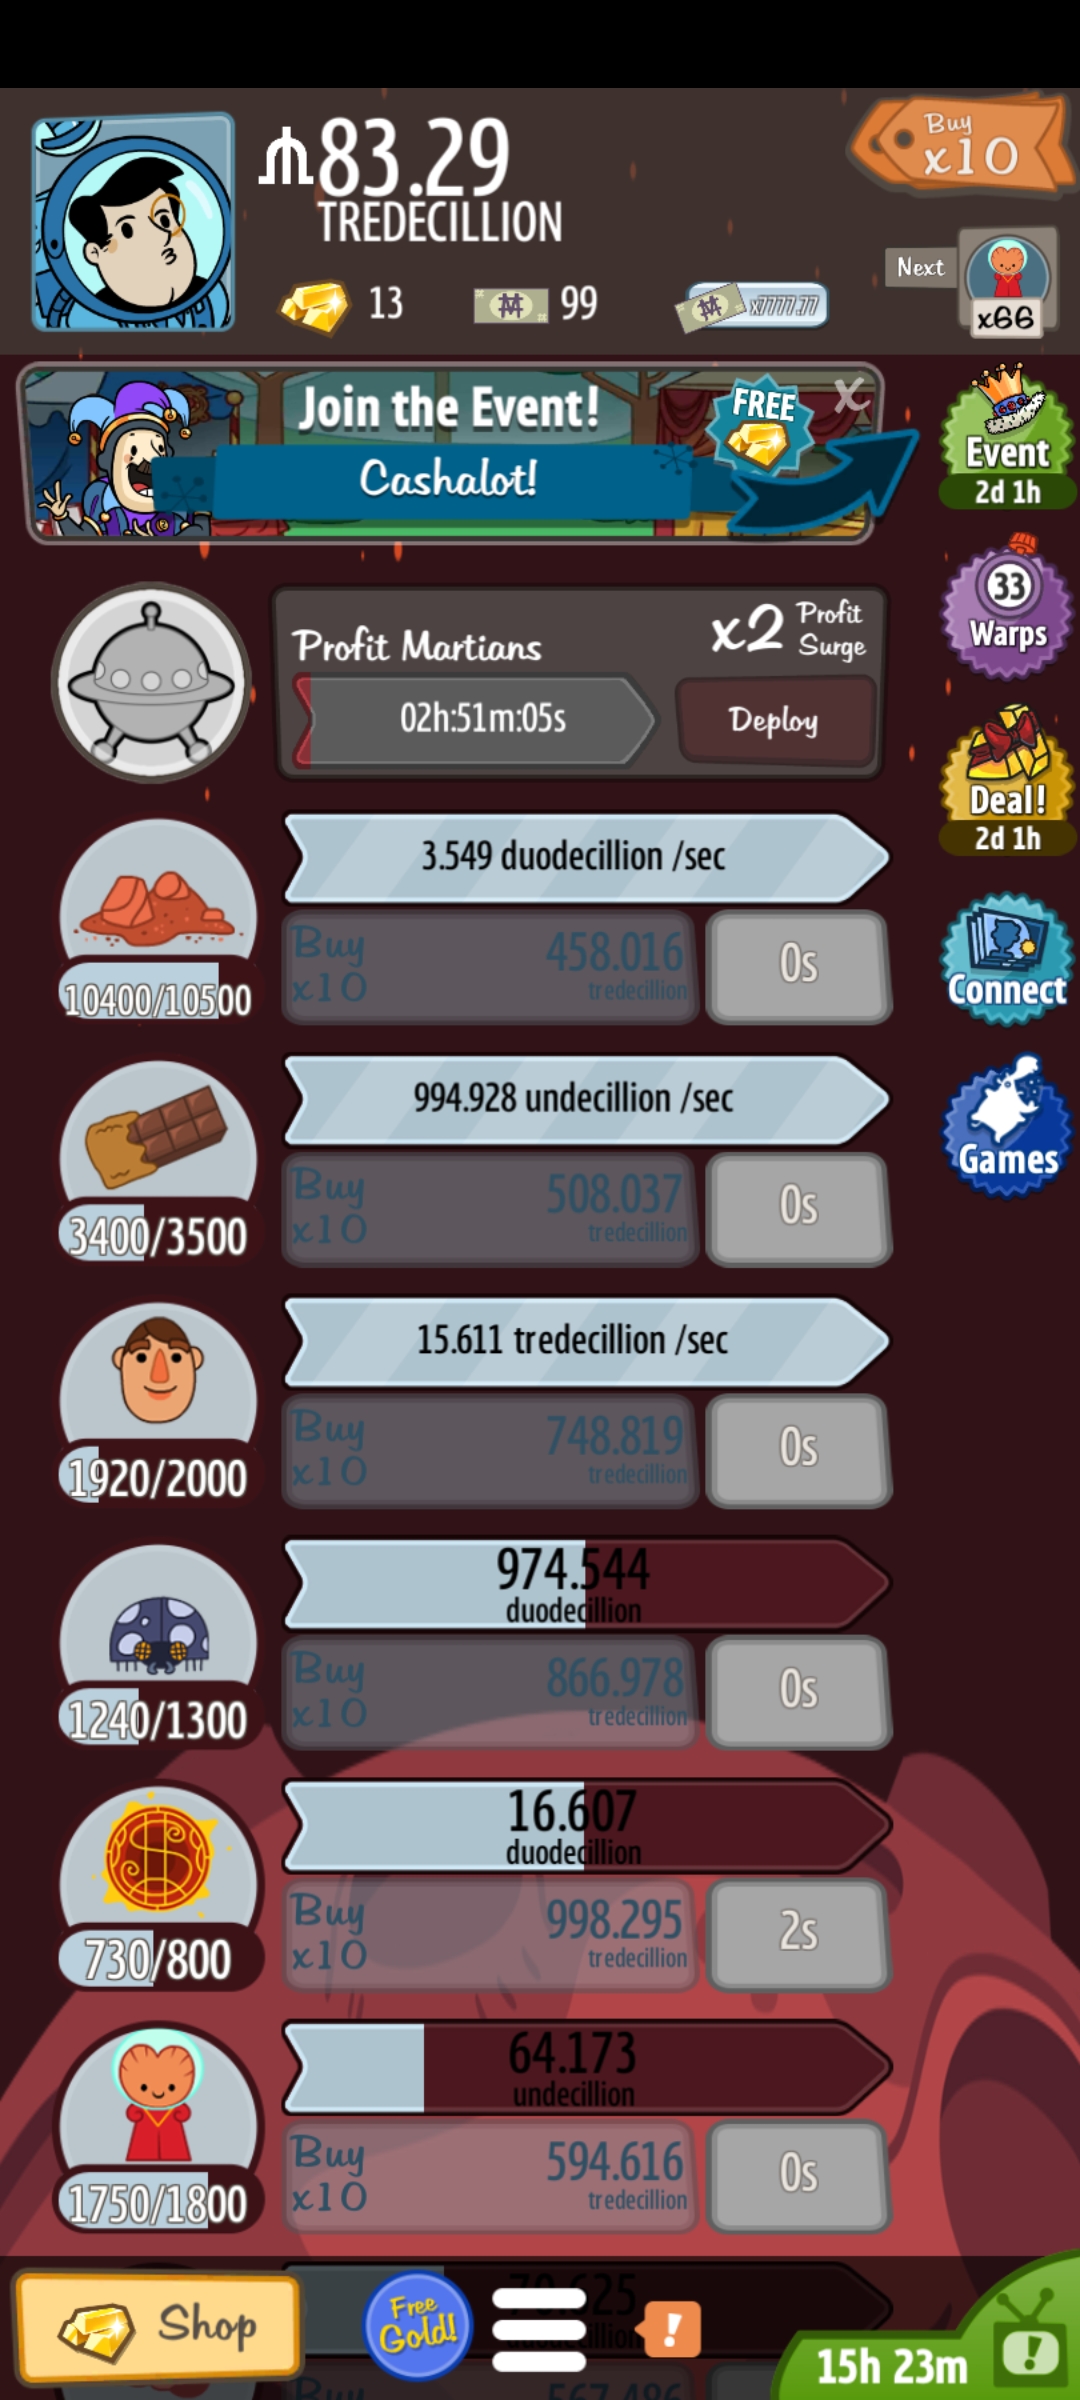 83.29
TREDECILLION
Buy
x10
13
99
x7777.77
Next
x66
Join the Event!
Cashalot!
FREE
X
Event
2d 1h
33
Warps
Profit Martians
x2 Profit
Surge
02h:51m:05s
Deploy
Deal!
2d 1h
3.549 duodecillion /sec
Buy
x10
458.016
tredecillion
0s
10400/10500
Connect
994.928 undecillion /sec
Buy
x10
508.037
tredecillion
0s
3400/3500
Games
15.611 tredecillion /sec
Buy
x10
748.819
tredecillion
0s
1920/2000
974.544
duodecillion
Buy
x10
866.978
tredecillion
0s
1240/1300
16.607
duodecillion
Buy
x10
998.295
tredecillion
2s
730/800
64.173
undecillion
Buy
x10
594.616
tredecillion
0s
1750/1800
Shop
Free
Gold!
!
15h 23m
!
Buy
567.486